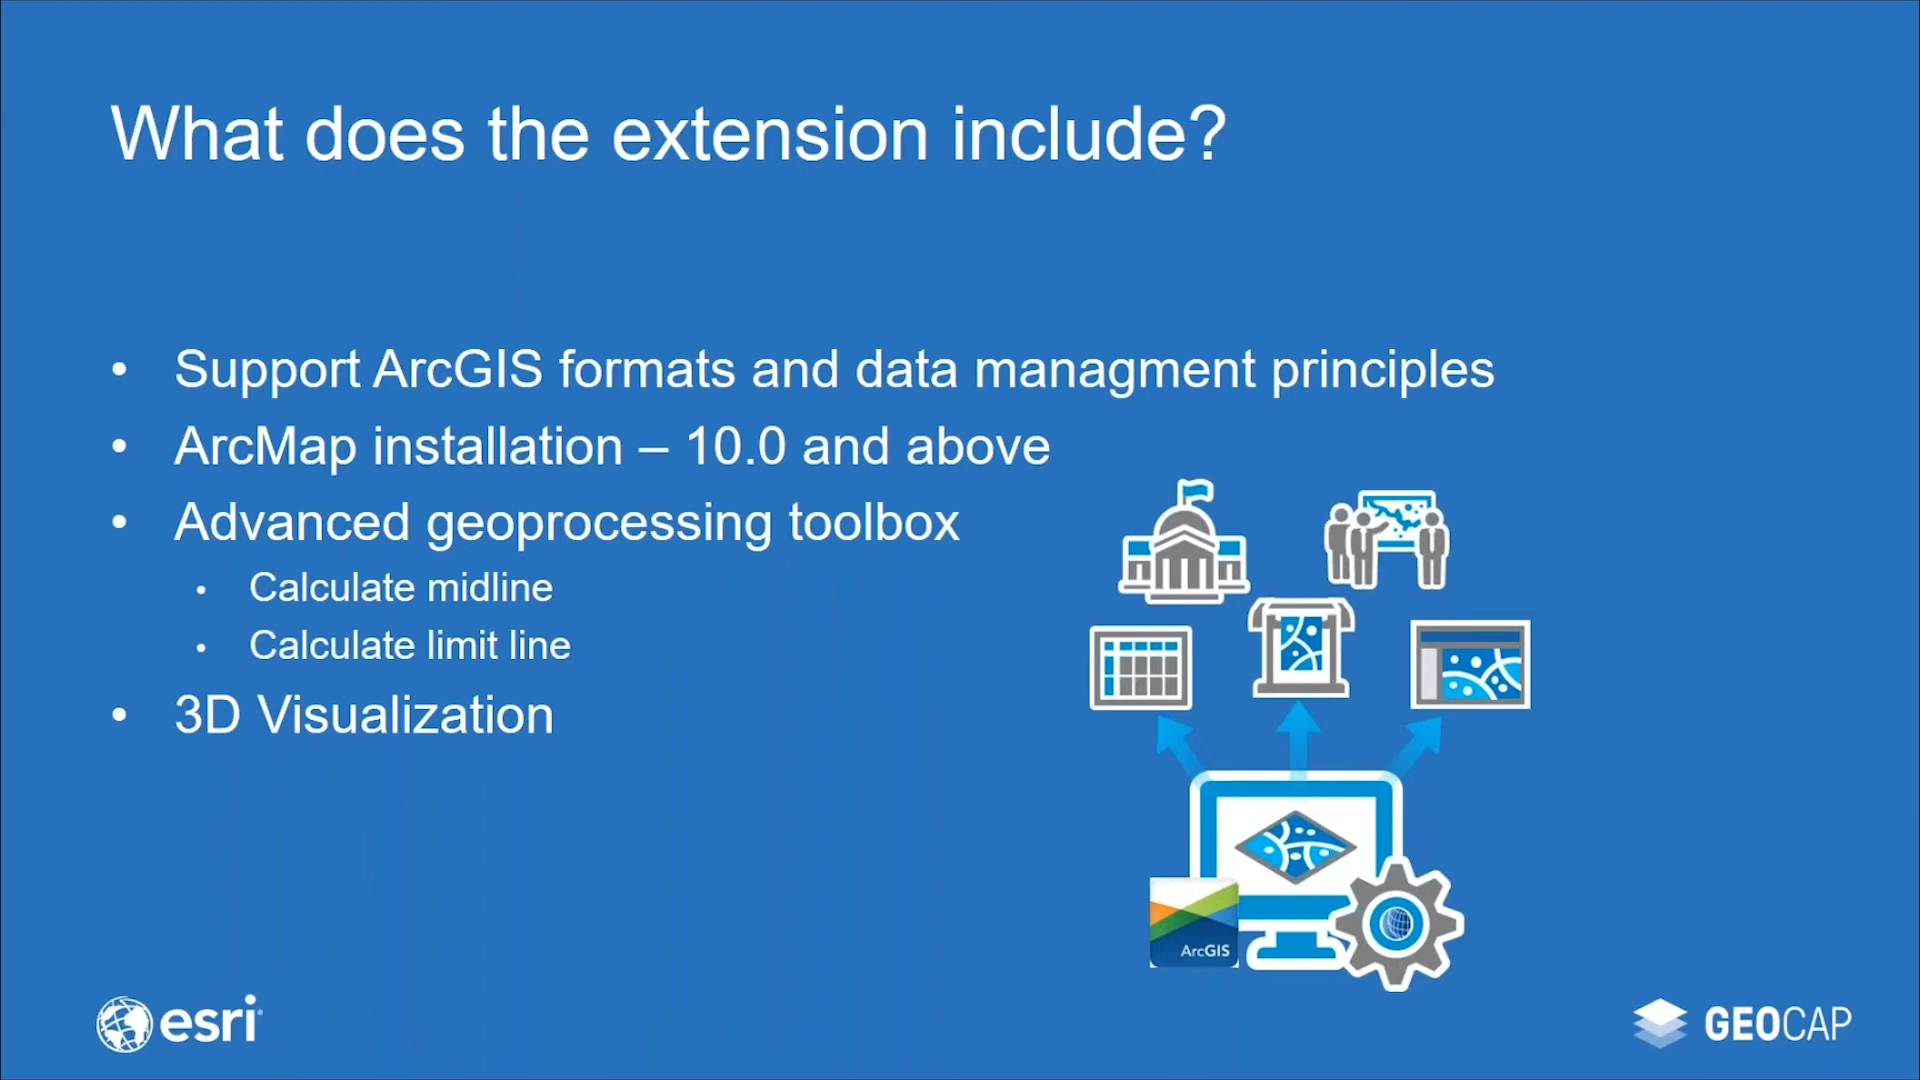 What does the extension include?
• Support ArcGIS formats and data managment principles
• ArcMap installation – 10.0 and above
• Advanced geoprocessing toolbox
• Calculate midline
• Calculate limit line
• 3D Visualization
ArcGIS
esri
GEOCAP